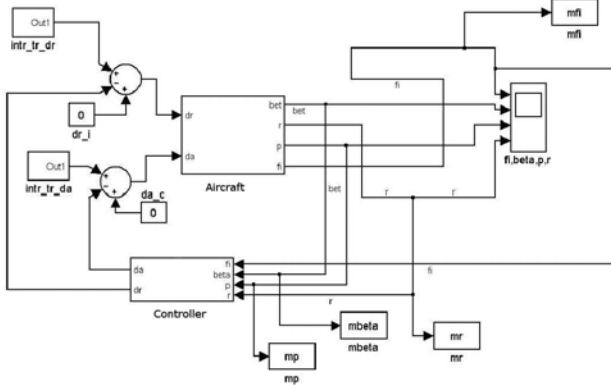 mfi
mfi
Out1
intr_tr_dr
+
-
+
0
dr_i
fi
bet
bet
dr
r
p
da
fi
Aircraft
fi,beta,p,r
Out1
intr_tr_da
+
-
+
da_c
0
bet
r
r
da
dr
fi
beta
p
r
Controller
fi
r
mbeta
mbeta
mr
mr
mp
mp